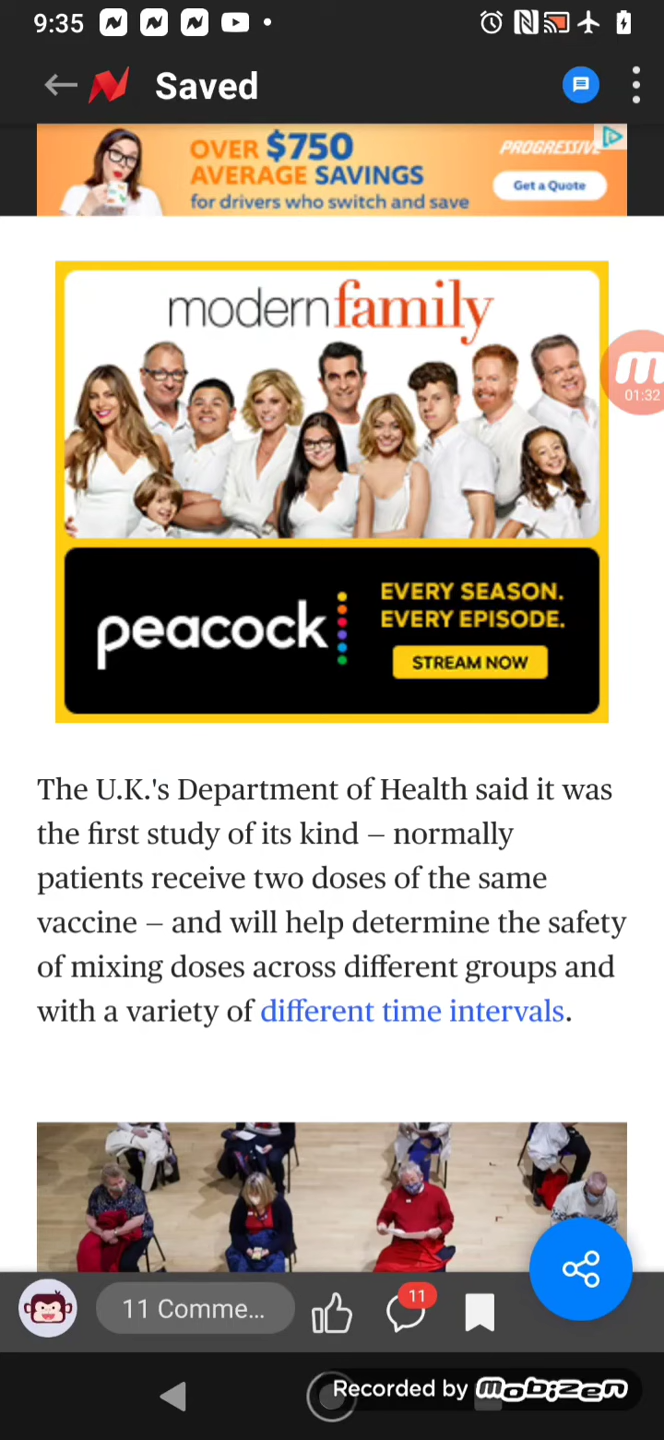 9:35
Saved
OVER $750
AVERAGE SAVINGS
for drivers who switch and save
PROGRESSIVE
Get a Quote
modernfamily
m
01:32
peacock
EVERY SEASON.
EVERY EPISODE.
STREAM NOW
The U.K.'s Department of Health said it was
the first study of its kind – normally
patients receive two doses of the same
vaccine – and will help determine the safety
of mixing doses across different groups and
with a variety of different time intervals.
11 Comme...
11
Recorded by mobizen